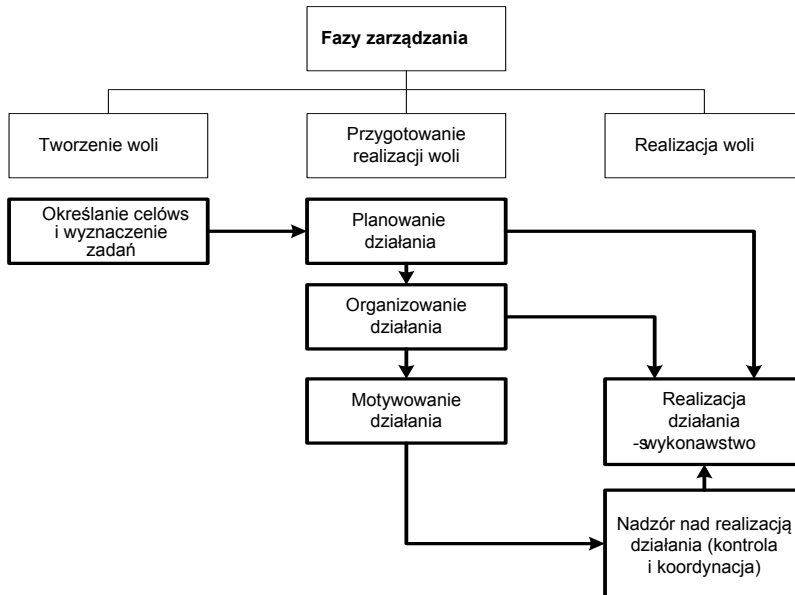 Fazy zarządzania
Tworzenie woli
Przygotowanie
realizacji woli
Realizacja woli
Określanie celóws
i wyznaczenie
zadań
Planowanie
działania
Organizowanie
działania
Motywowanie
działania
Realizacja
działania
-swykonawstwo
Nadzór nad realizacją
działania (kontrola
i koordynacja)